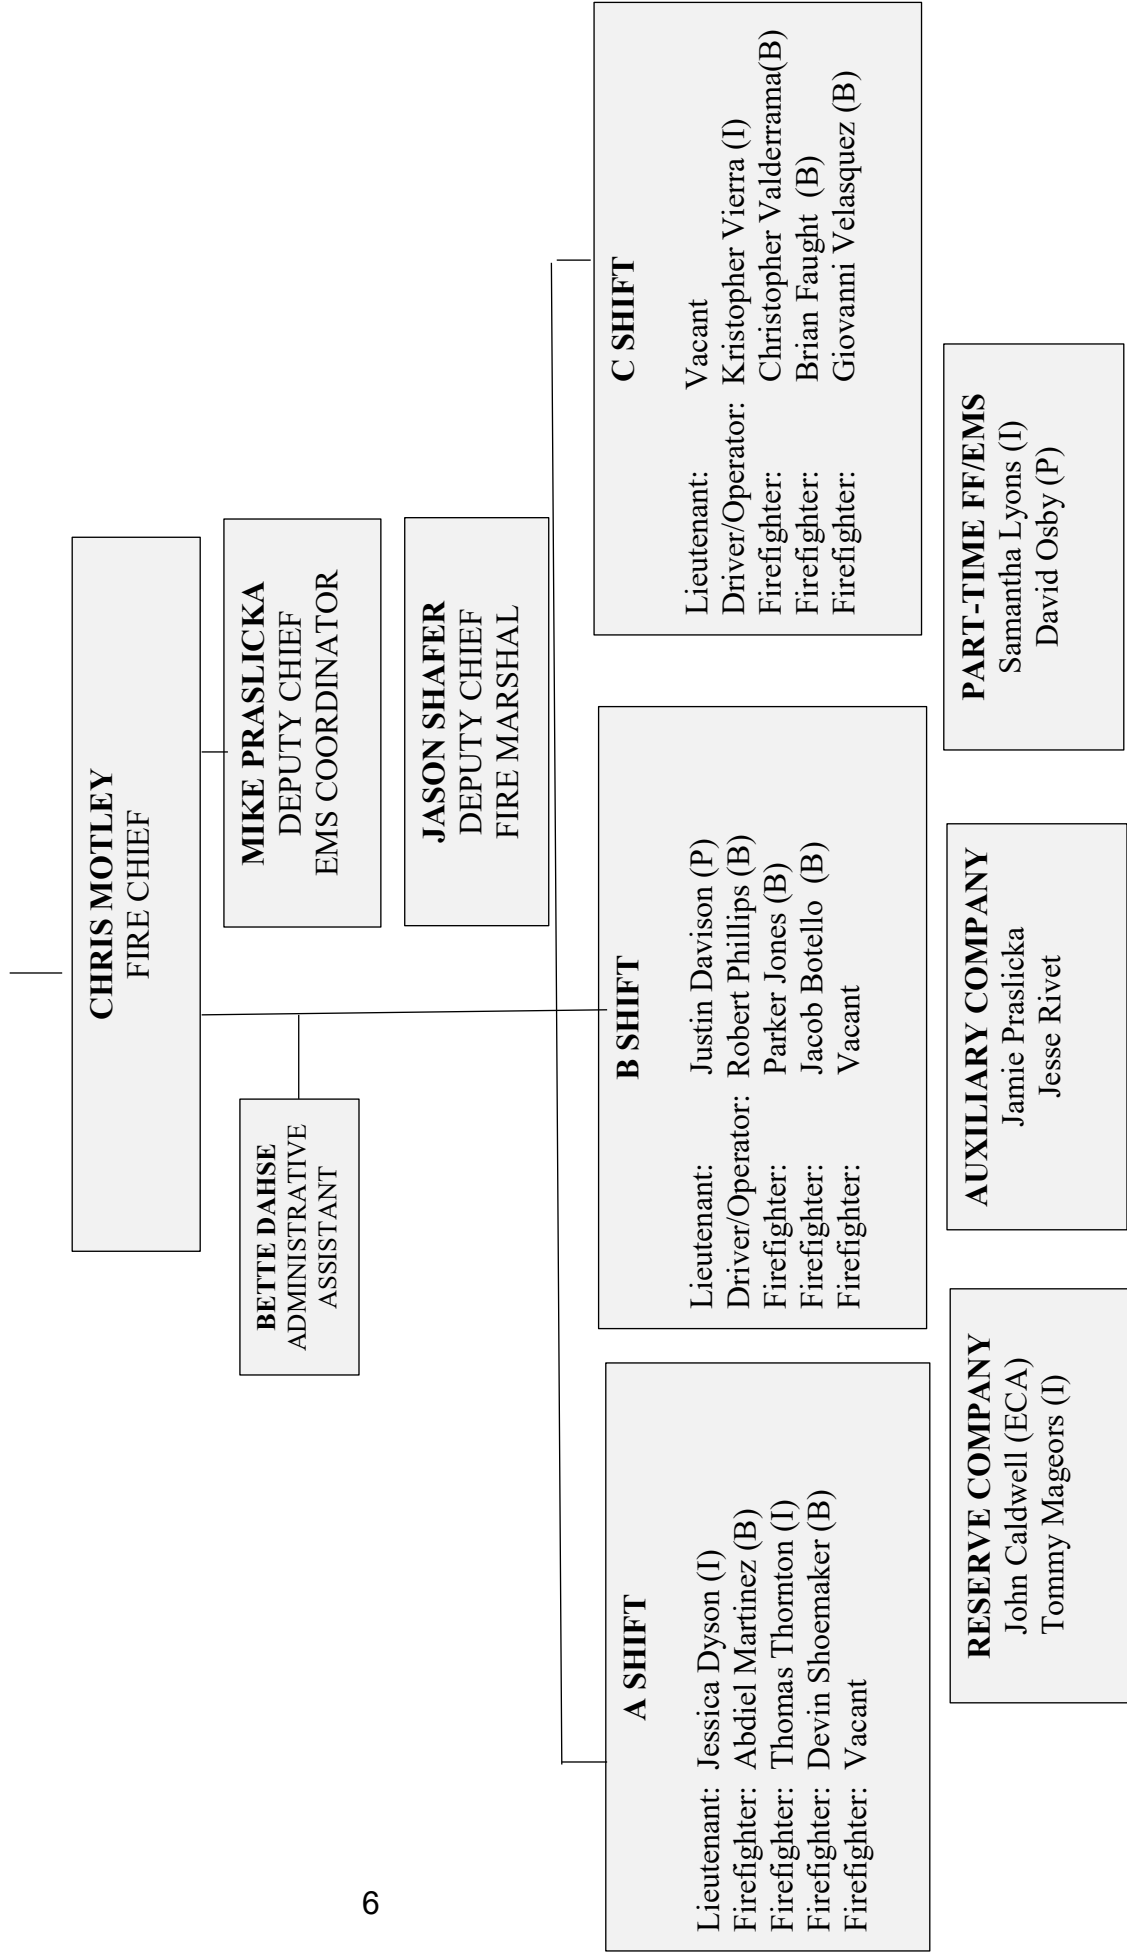 CHRIS MOTLEY
FIRE CHIEF
BETTE DAHSE
ADMINISTRATIVE
ASSISTANT
MIKE PRASLICKA
DEPUTY CHIEF
EMS COORDINATOR
JASON SHAFER
DEPUTY CHIEF
FIRE MARSHAL
A SHIFT
Lieutenant: Jessica Dyson (I)
Firefighter: Abdiel Martinez (B)
Firefighter: Thomas Thornton (I)
Firefighter: Devin Shoemaker (B)
Firefighter: Vacant
B SHIFT
Lieutenant: Justin Davison (P)
Driver/Operator: Robert Phillips (B)
Firefighter: Parker Jones (B)
Firefighter: Jacob Botello (B)
Firefighter: Vacant
C SHIFT
Lieutenant: Vacant
Driver/Operator: Kristopher Vierra (I)
Firefighter: Christopher Valderrama(B)
Firefighter: Brian Faught (B)
Firefighter: Giovanni Velasquez (B)
RESERVE COMPANY
John Caldwell (ECA)
Tommy Mageors (I)
AUXILIARY COMPANY
Jamie Praslicka
Jesse Rivet
PART-TIME FF/EMS
Samantha Lyons (I)
David Osby (P)
6